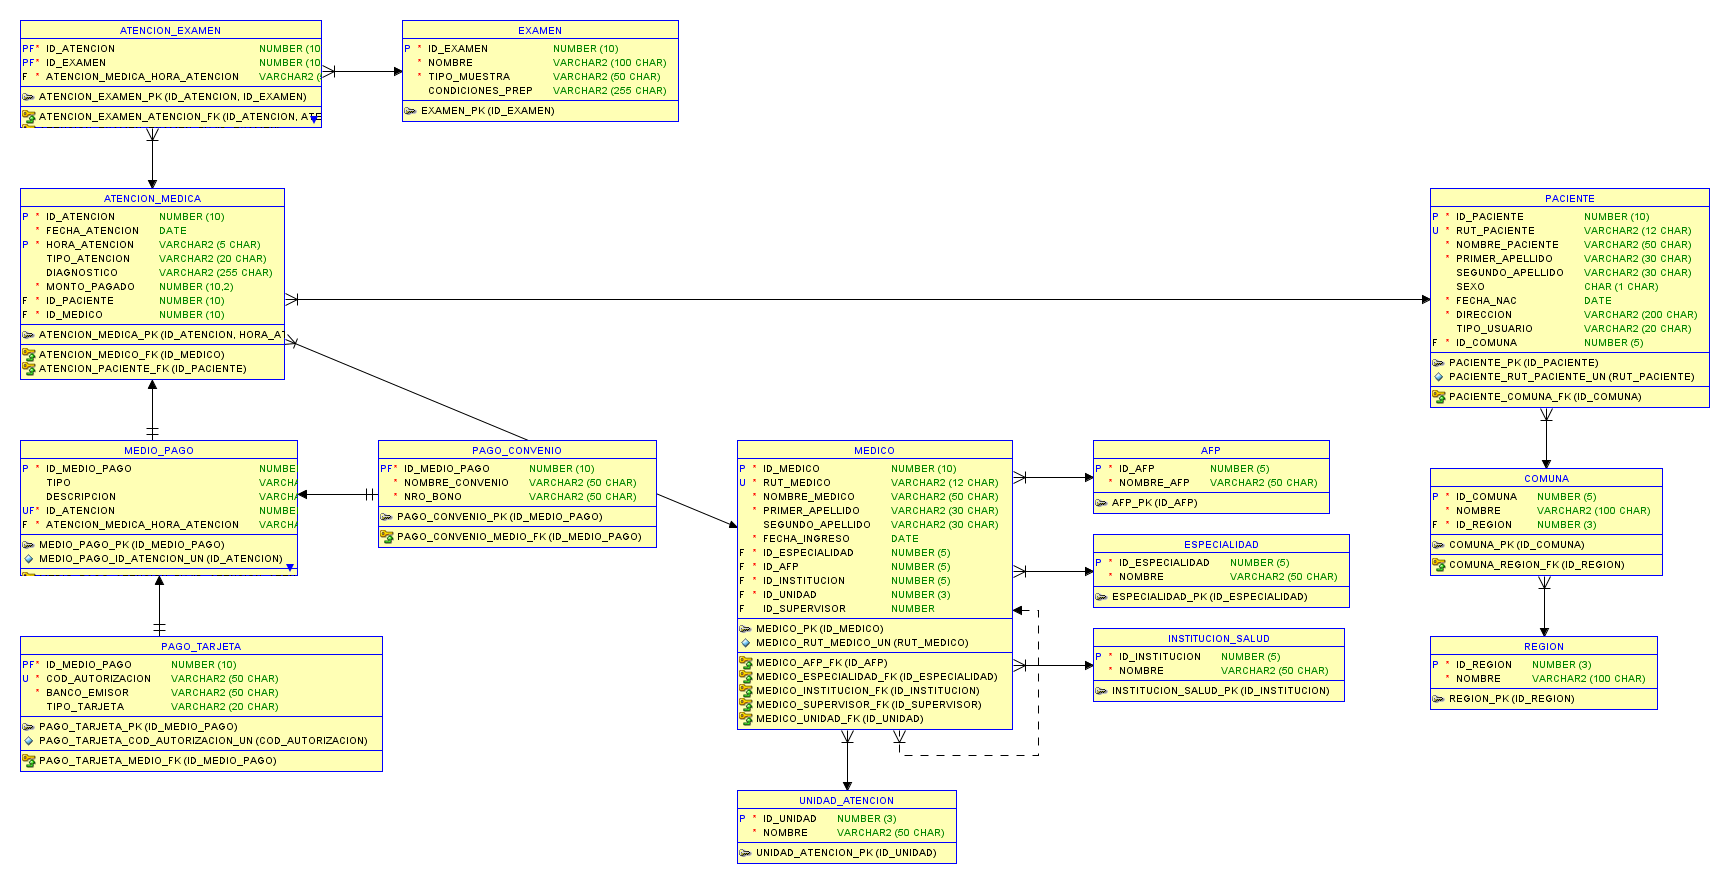 ATENCION_EXAMEN
PF* ID_ATENCION NUMBER (10
PF* ID_EXAMEN NUMBER (10
F * ATENCION_MEDICA_HORA_ATENCION VARCHAR2 (
ATENCION_EXAMEN_PK (ID_ATENCION, ID_EXAMEN)
ATENCION_EXAMEN_ATENCION_FK (ID_ATENCION, ATE
EXAMEN
P * ID_EXAMEN NUMBER (10)
* NOMBRE VARCHAR2 (100 CHAR)
* TIPO_MUESTRA VARCHAR2 (50 CHAR)
CONDICIONES_PREP VARCHAR2 (255 CHAR)
EXAMEN_PK (ID_EXAMEN)
ATENCION_MEDICA
P * ID_ATENCION NUMBER (10)
* FECHA_ATENCION DATE
P * HORA_ATENCION VARCHAR2 (5 CHAR)
TIPO_ATENCION VARCHAR2 (20 CHAR)
DIAGNOSTICO VARCHAR2 (255 CHAR)
* MONTO_PAGADO NUMBER (10,2)
F * ID_PACIENTE NUMBER (10)
F * ID_MEDICO NUMBER (10)
ATENCION_MEDICA_PK (ID_ATENCION, HORA_AT
ATENCION_MEDICO_FK (ID_MEDICO)
ATENCION_PACIENTE_FK (ID_PACIENTE)
PACIENTE
P * ID_PACIENTE NUMBER (10)
U * RUT_PACIENTE VARCHAR2 (12 CHAR)
* NOMBRE_PACIENTE VARCHAR2 (50 CHAR)
* PRIMER_APELLIDO VARCHAR2 (30 CHAR)
SEGUNDO_APELLIDO VARCHAR2 (30 CHAR)
SEXO CHAR (1 CHAR)
* FECHA_NAC DATE
* DIRECCION VARCHAR2 (200 CHAR)
TIPO_USUARIO VARCHAR2 (20 CHAR)
F * ID_COMUNA NUMBER (5)
PACIENTE_PK (ID_PACIENTE)
PACIENTE_RUT_PACIENTE_UN (RUT_PACIENTE)
PACIENTE_COMUNA_FK (ID_COMUNA)
MEDIO_PAGO
P * ID_MEDIO_PAGO NUMBE
TIPO VARCHA
DESCRIPCION VARCHA
UF* ID_ATENCION NUMBE
F * ATENCION_MEDICA_HORA_ATENCION VARCHA
MEDIO_PAGO_PK (ID_MEDIO_PAGO)
MEDIO_PAGO_ID_ATENCION_UN (ID_ATENCION)
PAGO_CONVENIO
PF* ID_MEDIO_PAGO NUMBER (10)
* NOMBRE_CONVENIO VARCHAR2 (50 CHAR)
* NRO_BONO VARCHAR2 (50 CHAR)
PAGO_CONVENIO_PK (ID_MEDIO_PAGO)
PAGO_CONVENIO_MEDIO_FK (ID_MEDIO_PAGO)
MEDICO
P * ID_MEDICO NUMBER (10)
U * RUT_MEDICO VARCHAR2 (12 CHAR)
* NOMBRE_MEDICO VARCHAR2 (50 CHAR)
* PRIMER_APELLIDO VARCHAR2 (30 CHAR)
SEGUNDO_APELLIDO VARCHAR2 (30 CHAR)
* FECHA_INGRESO DATE
F * ID_ESPECIALIDAD NUMBER (5)
F * ID_AFP NUMBER (5)
F * ID_INSTITUCION NUMBER (5)
F * ID_UNIDAD NUMBER (3)
F ID_SUPERVISOR NUMBER
MEDICO_PK (ID_MEDICO)
MEDICO_RUT_MEDICO_UN (RUT_MEDICO)
MEDICO_AFP_FK (ID_AFP)
MEDICO_ESPECIALIDAD_FK (ID_ESPECIALIDAD)
MEDICO_INSTITUCION_FK (ID_INSTITUCION)
MEDICO_SUPERVISOR_FK (ID_SUPERVISOR)
MEDICO_UNIDAD_FK (ID_UNIDAD)
AFP
P * ID_AFP NUMBER (5)
* NOMBRE_AFP VARCHAR2 (50 CHAR)
AFP_PK (ID_AFP)
ESPECIALIDAD
P * ID_ESPECIALIDAD NUMBER (5)
* NOMBRE VARCHAR2 (50 CHAR)
ESPECIALIDAD_PK (ID_ESPECIALIDAD)
INSTITUCION_SALUD
P * ID_INSTITUCION NUMBER (5)
* NOMBRE VARCHAR2 (50 CHAR)
INSTITUCION_SALUD_PK (ID_INSTITUCION)
COMUNA
P * ID_COMUNA NUMBER (5)
* NOMBRE VARCHAR2 (100 CHAR)
F * ID_REGION NUMBER (3)
COMUNA_PK (ID_COMUNA)
COMUNA_REGION_FK (ID_REGION)
REGION
P * ID_REGION NUMBER (3)
* NOMBRE VARCHAR2 (100 CHAR)
REGION_PK (ID_REGION)
PAGO_TARJETA
PF* ID_MEDIO_PAGO NUMBER (10)
U * COD_AUTORIZACION VARCHAR2 (50 CHAR)
* BANCO_EMISOR VARCHAR2 (50 CHAR)
TIPO_TARJETA VARCHAR2 (20 CHAR)
PAGO_TARJETA_PK (ID_MEDIO_PAGO)
PAGO_TARJETA_COD_AUTORIZACION_UN (COD_AUTORIZACION)
PAGO_TARJETA_MEDIO_FK (ID_MEDIO_PAGO)
UNIDAD_ATENCION
P * ID_UNIDAD NUMBER (3)
* NOMBRE VARCHAR2 (50 CHAR)
UNIDAD_ATENCION_PK (ID_UNIDAD)